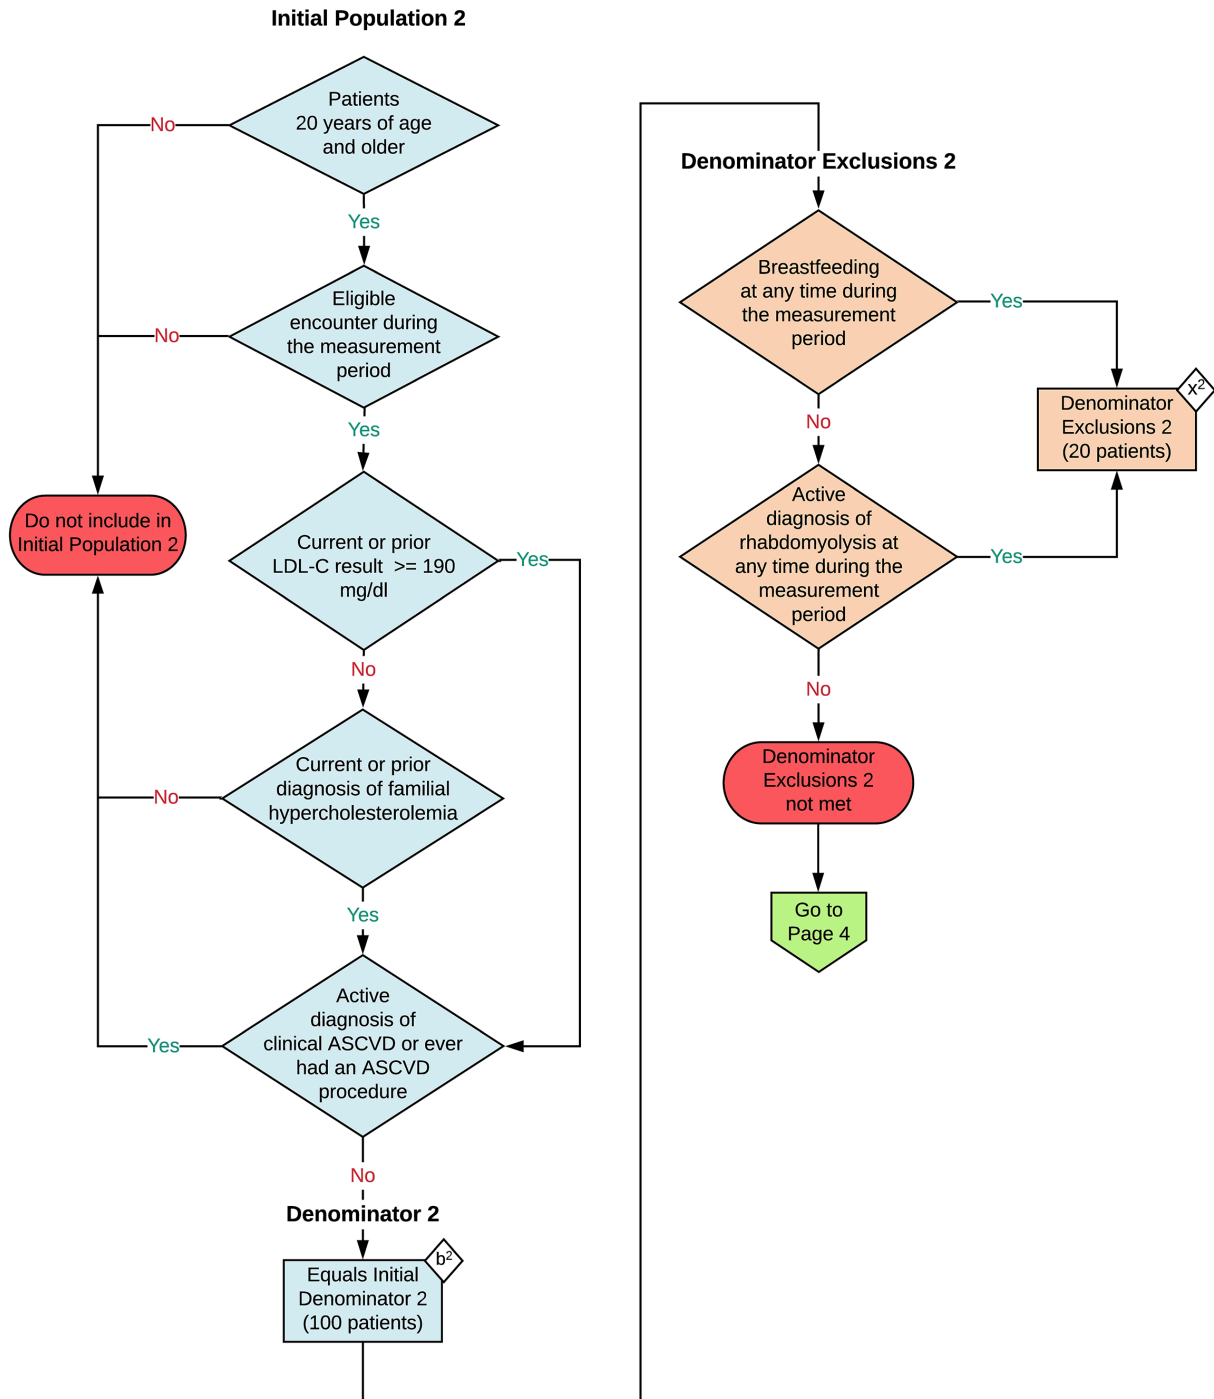 Initial Population 2
Patients
20 years of age
and older
No
Yes
Eligible
encounter during
the measurement
period
No
Yes
Do not include in
Initial Population 2
Current or prior
LDL-C result >= 190
mg/dl
Yes
No
Current or prior
diagnosis of familial
hypercholesterolemia
No
Yes
Active
diagnosis of
clinical ASCVD or ever
had an ASCVD
procedure
Yes
No
Denominator 2
b²
Equals Initial
Denominator 2
(100 patients)
Denominator Exclusions 2
Breastfeeding
at any time during
the measurement
period
Yes
No
x²
Denominator
Exclusions 2
(20 patients)
Active
diagnosis of
rhabdomyolysis at
any time during the
measurement
period
Yes
No
Denominator
Exclusions 2
not met
Go to
Page 4